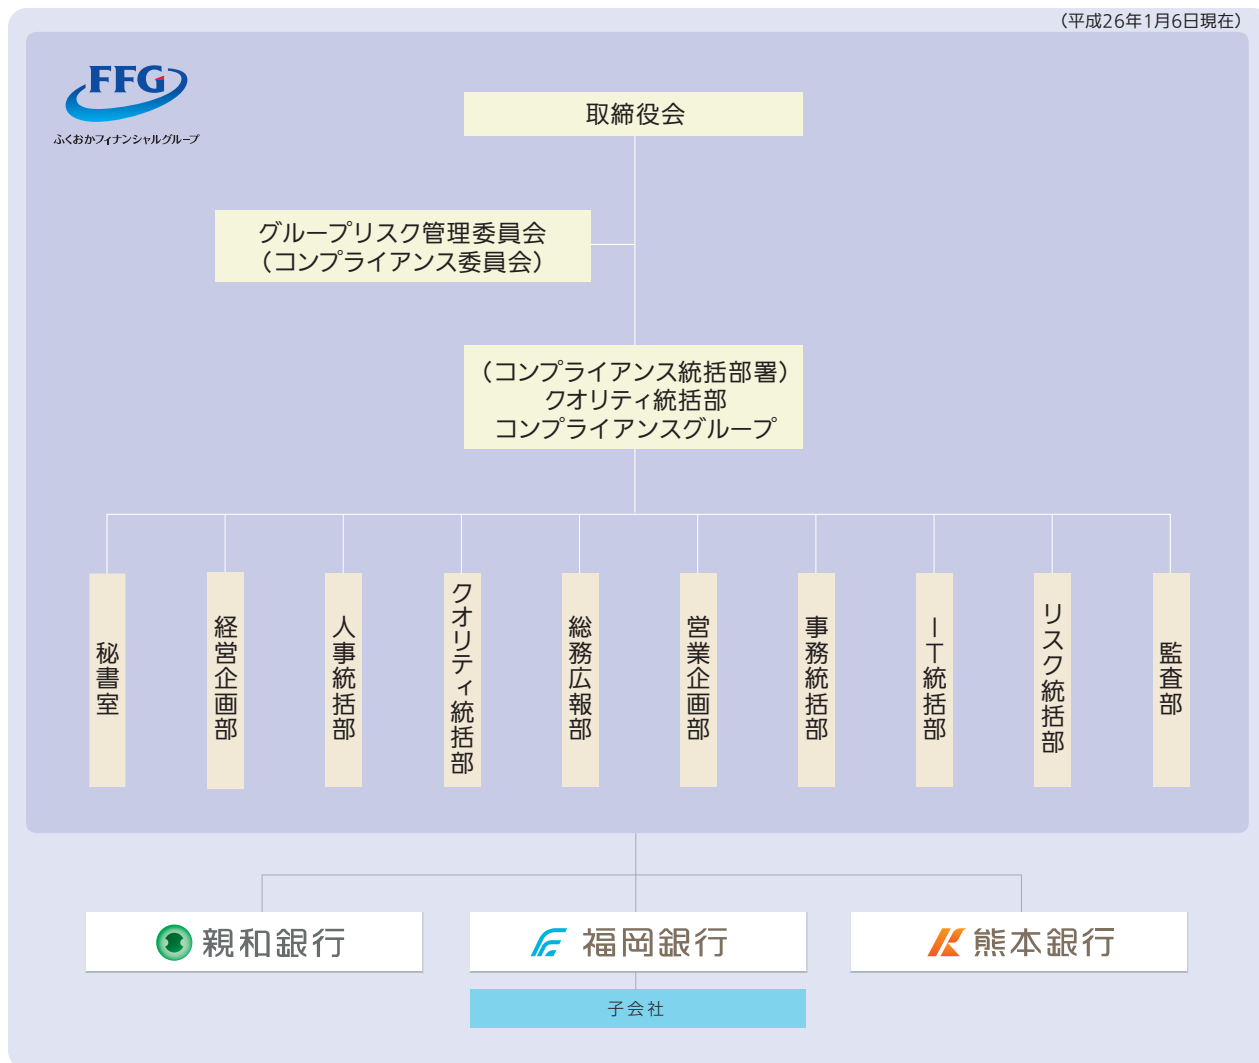 （平成26年1月6日現在）
FFG
ふくおかフィナンシャルグループ
取締役会
グループリスク管理委員会
（コンプライアンス委員会）
（コンプライアンス統括部署）
クオリティ統括部
コンプライアンスグループ
秘書室
経営企画部
人事統括部
クオリティ統括部
総務広報部
営業企画部
事務統括部
IT統括部
リスク統括部
監査部
親和銀行
福岡銀行
熊本銀行
子会社